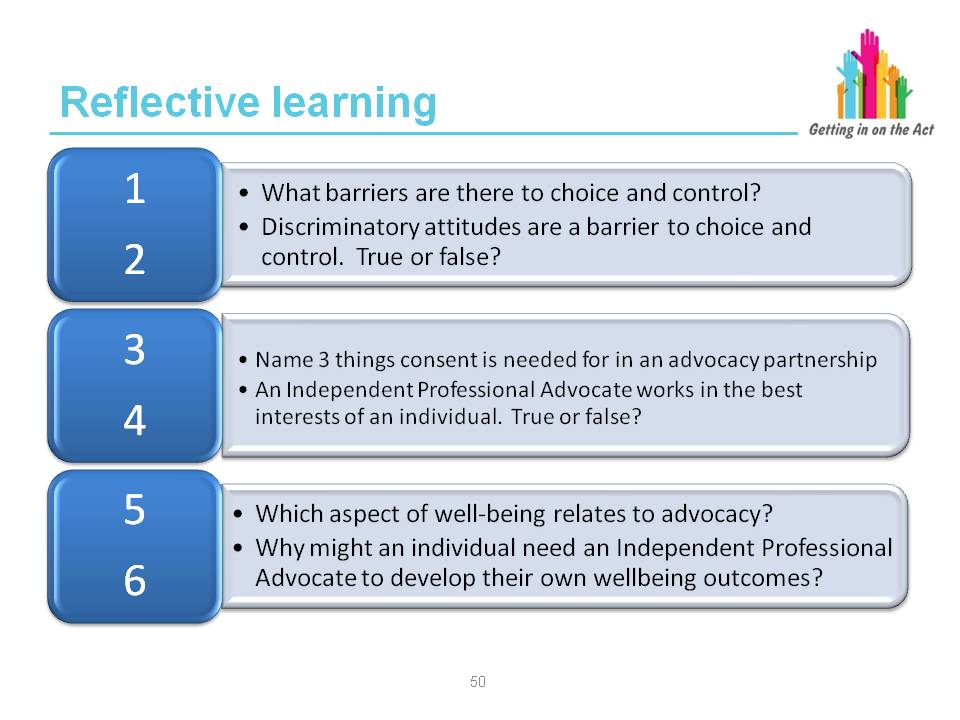 Reflective learning
Getting in on the Act
1
2
• What barriers are there to choice and control?
• Discriminatory attitudes are a barrier to choice and
control.  True or false?
3
4
• Name 3 things consent is needed for in an advocacy partnership
• An Independent Professional Advocate works in the best
interests of an individual.  True or false?
5
6
• Which aspect of well-being relates to advocacy?
• Why might an individual need an Independent Professional
Advocate to develop their own wellbeing outcomes?
50